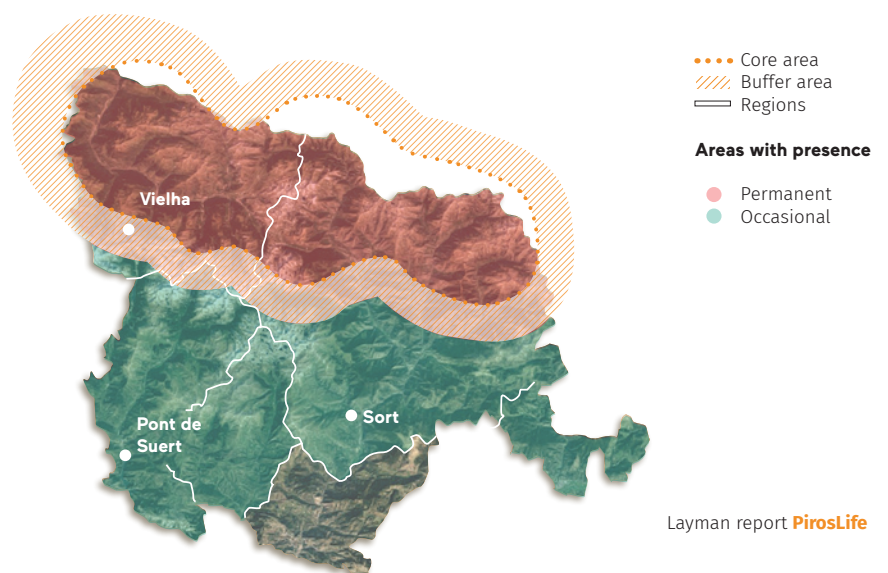 Core area
Buffer area
Regions
Areas with presence
Permanent
Occasional
Vielha
Pont de
Suert
Sort
Layman report PirosLife